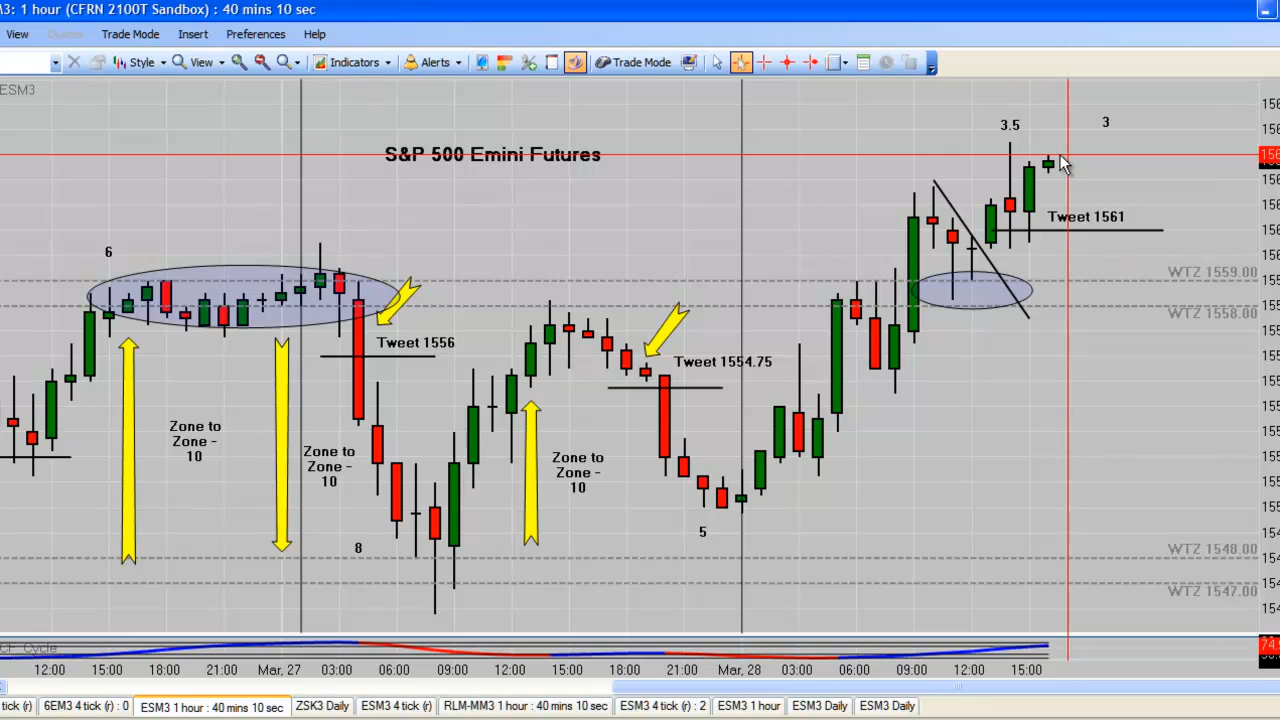 M3: 1 hour (CFRN 2100T Sandbox) : 40 mins 10 sec
View Quotes Trade Mode Insert Preferences Help
Style View Indicators Alerts Trade Mode
ESM3
3.5 3
S&P 500 Emini Futures
Tweet 1561
6
WTZ 1559.00
WTZ 1558.00
Tweet 1556
Tweet 1554.75
Zone to
Zone -
10
Zone to
Zone -
10
Zone to
Zone -
10
5
8
WTZ 1548.00
WTZ 1547.00
CF Cycle
74.
12:00 15:00 18:00 21:00 Mar, 27 03:00 06:00 09:00 12:00 15:00 18:00 21:00 Mar, 28 03:00 06:00 09:00 12:00 15:00
tick (r) 6EM3 4 tick (r) : 0 ESM3 1 hour : 40 mins 10 sec ZSK3 Daily ESM3 4 tick (r) RLM-MM3 1 hour : 40 mins 10 sec ESM3 4 tick (r) : 2 ESM3 1 hour ESM3 Daily ESM3 Daily